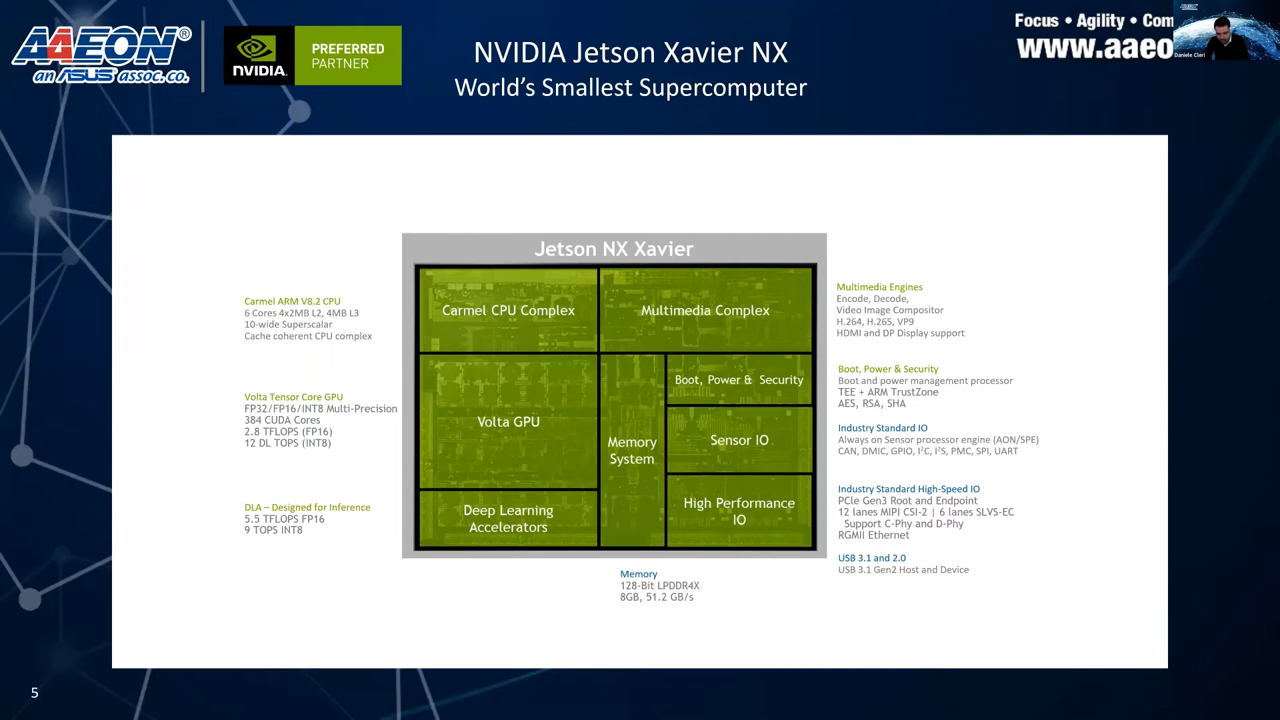 AAEON®
an ASUS assoc.co.
NVIDIA.
PREFERRED
PARTNER
NVIDIA Jetson Xavier NX
World's Smallest Supercomputer
Focus • Agility • Com
www.aaeo
Daniele Cleri
Jetson NX Xavier
Carmel CPU Complex
Multimedia Complex
Volta GPU
Memory
System
Boot, Power & Security
Sensor IO
Deep Learning
Accelerators
High Performance
IO
Carmel ARM V8.2 CPU
6 Cores 4x2MB L2, 4MB L3
10-wide Superscalar
Cache coherent CPU complex
Volta Tensor Core GPU
FP32/FP16/INT8 Multi-Precision
384 CUDA Cores
2.8 TFLOPS (FP16)
12 DL TOPS (INT8)
DLA – Designed for Inference
5.5 TFLOPS FP16
9 TOPS INT8
Memory
128-Bit LPDDR4X
8GB, 51.2 GB/s
Multimedia Engines
Encode, Decode,
Video Image Compositor
H.264, H.265, VP9
HDMI and DP Display support
Boot, Power & Security
Boot and power management processor
TEE + ARM TrustZone
AES, RSA, SHA
Industry Standard IO
Always on Sensor processor engine (AON/SPE)
CAN, DMIC, GPIO, I²C, I²S, PMC, SPI, UART
Industry Standard High-Speed IO
PCIe Gen3 Root and Endpoint
12 lanes MIPI CSI-2 | 6 lanes SLVS-EC
Support C-Phy and D-Phy
RGMII Ethernet
USB 3.1 and 2.0
USB 3.1 Gen2 Host and Device
5